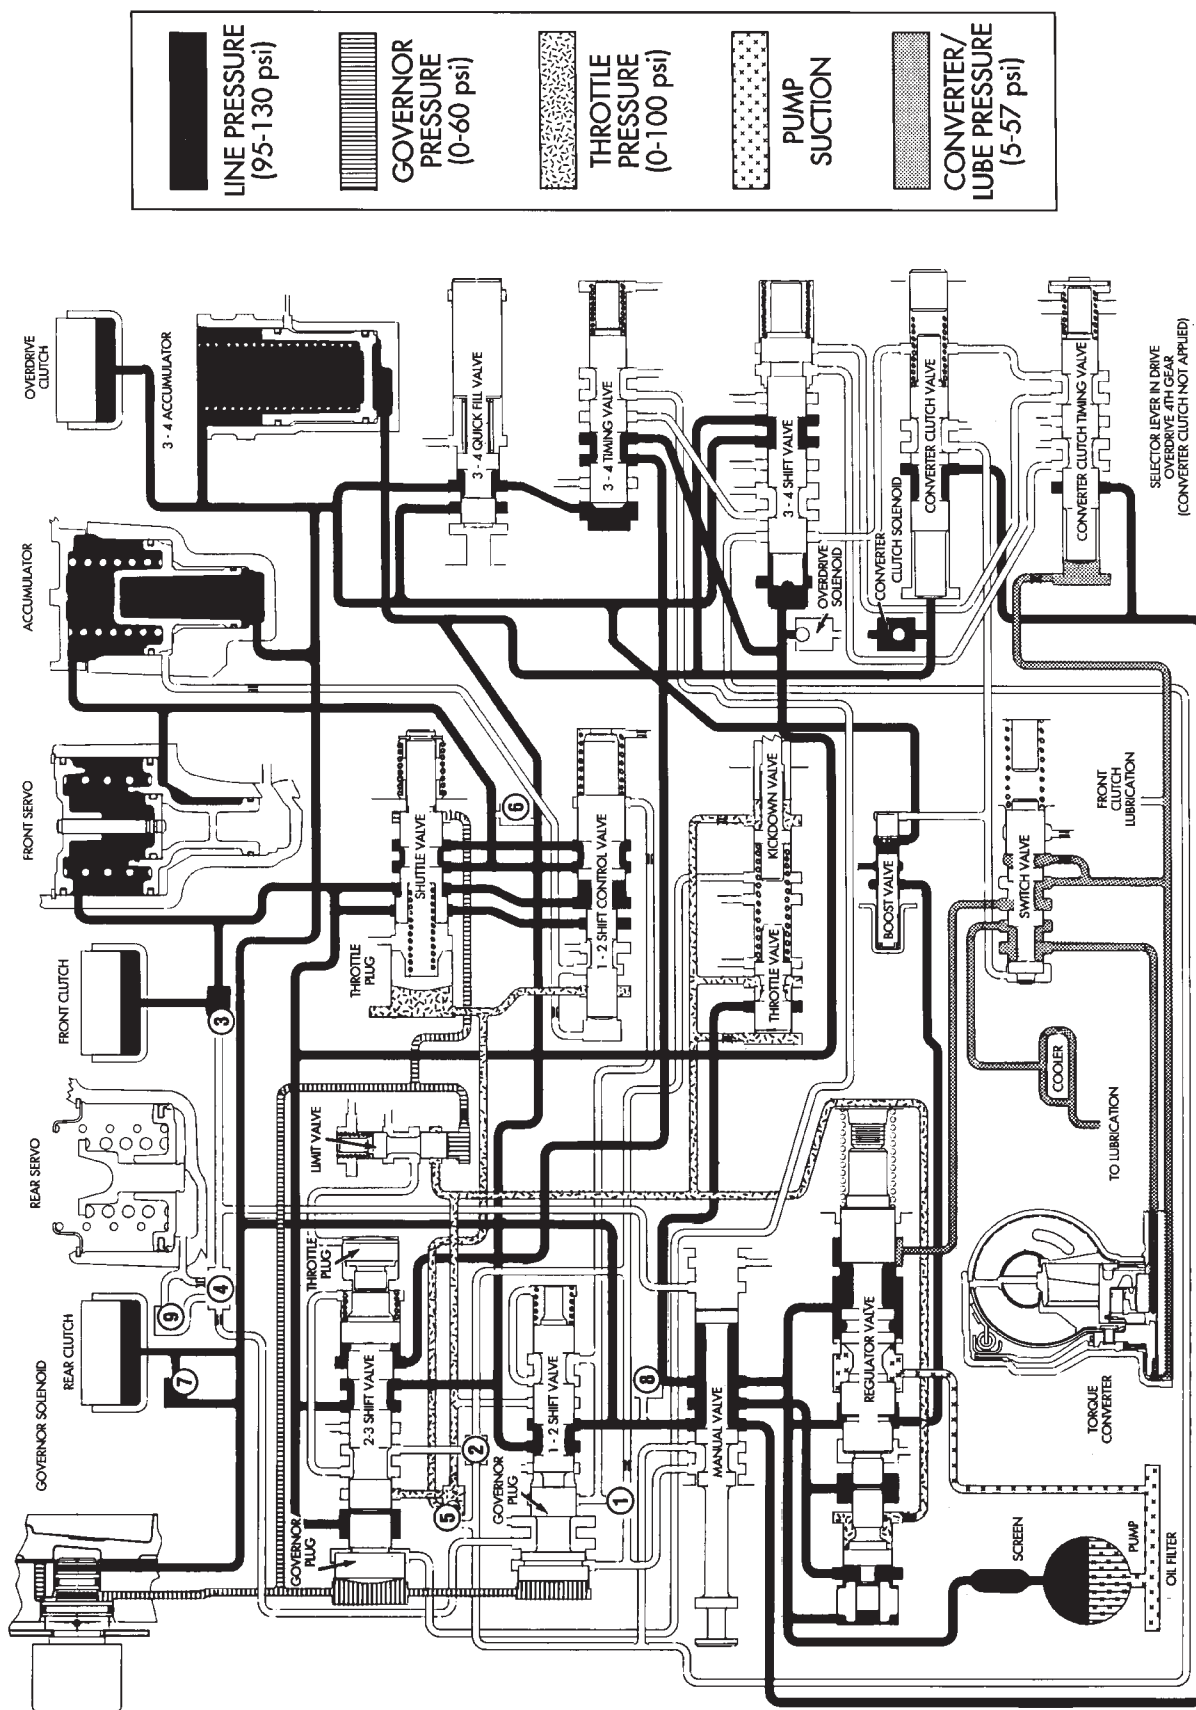 LINE PRESSURE
(95-130 psi)
GOVERNOR
PRESSURE
(0-60 psi)
THROTTLE
PRESSURE
(0-100 psi)
PUMP
SUCTION
CONVERTER/
LUBE PRESSURE
(5-57 psi)
GOVERNOR SOLENOID
REAR CLUTCH
REAR SERVO
FRONT CLUTCH
FRONT SERVO
ACCUMULATOR
OVERDRIVE
CLUTCH
3 - 4 ACCUMULATOR
7
9
4
3
GOVERNOR
PLUG
2-3 SHIFT VALVE
THROTTLE
PLUG
LIMIT VALVE
THROTTLE
PLUG
SHUTTLE VALVE
3 - 4 QUICK FILL VALVE
5
2
6
GOVERNOR
PLUG
1 - 2 SHIFT VALVE
1 - 2 SHIFT CONTROL VALVE
3 - 4 TIMING VALVE
1
8
MANUAL VALVE
THROTTLE VALVE
KICKDOWN VALVE
3 - 4 SHIFT VALVE
OVERDRIVE
SOLENOID
CONVERTER
CLUTCH SOLENOID
REGULATOR VALVE
BOOST VALVE
CONVERTER CLUTCH VALVE
SCREEN
PUMP
OIL FILTER
TORQUE
CONVERTER
TO LUBRICATION
COOLER
SWITCH VALVE
FRONT
CLUTCH
LUBRICATION
CONVERTER CLUTCH TIMING VALVE
SELECTOR LEVER IN DRIVE
OVERDRIVE 4TH GEAR
(CONVERTER CLUTCH NOT APPLIED)